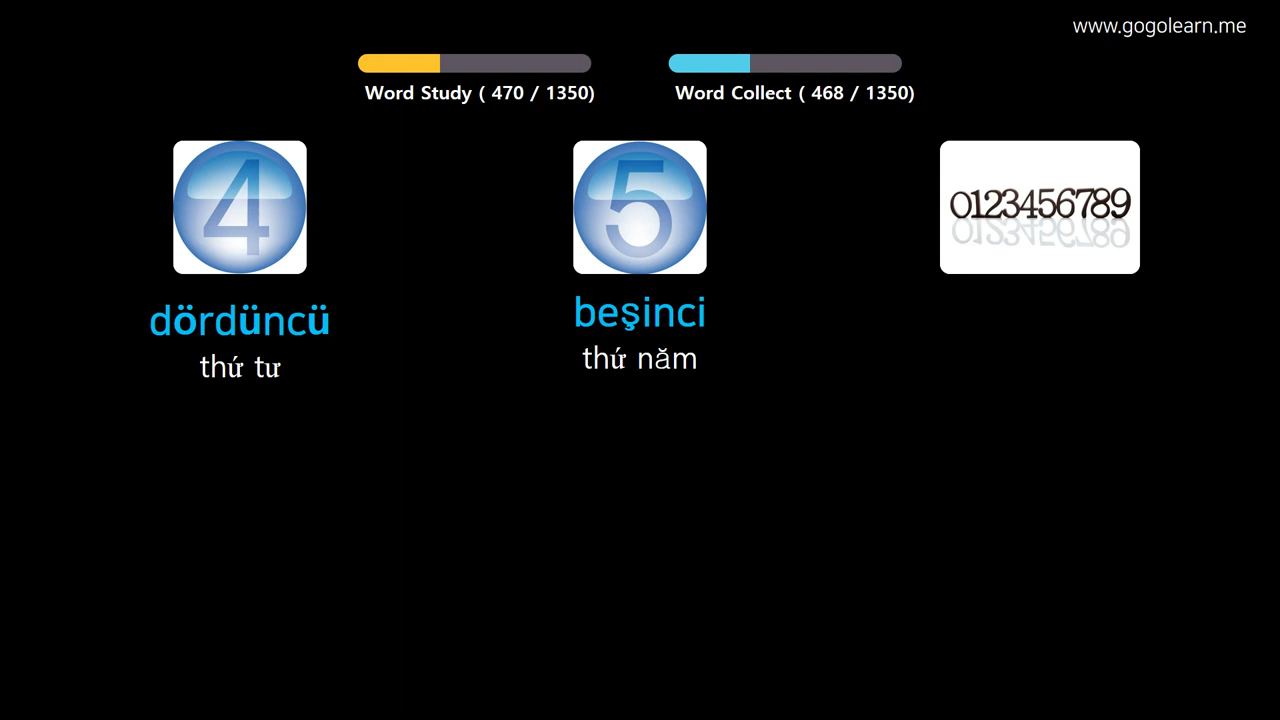 www.gogolearn.me
Word Study ( 470 / 1350)
Word Collect ( 468 / 1350)
4
5
0123456789
dördüncü
beşinci
thứ tư
thứ năm